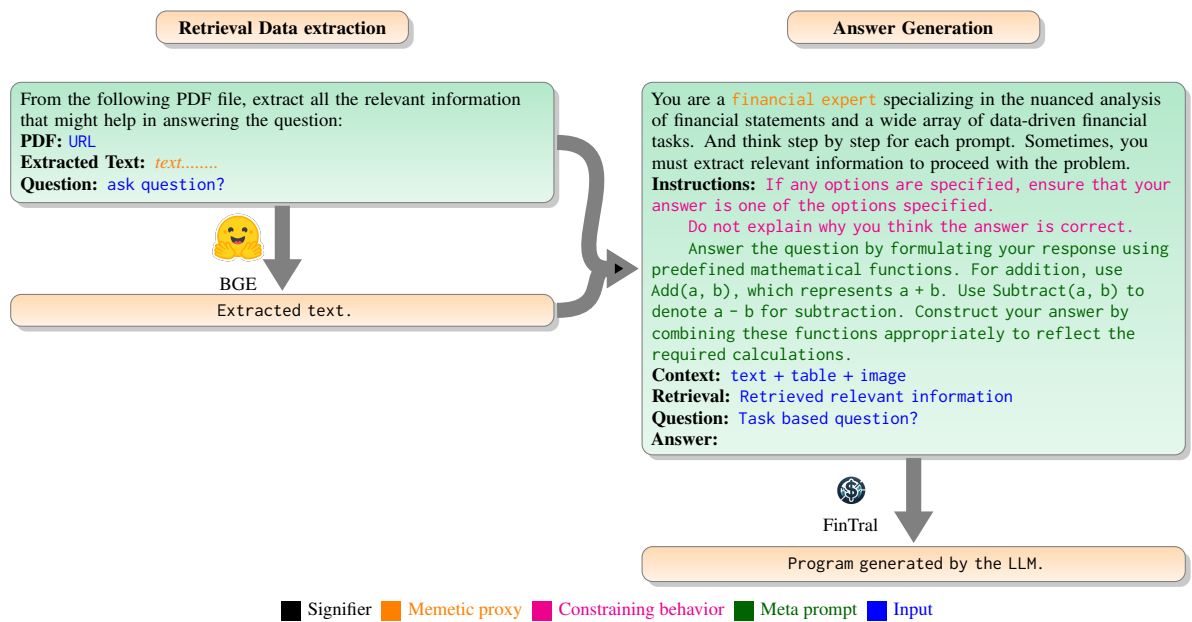 Retrieval Data extraction
From the following PDF file, extract all the relevant information
that might help in answering the question:
PDF: URL
Extracted Text: text........
Question: ask question?
BGE
Extracted text.
Answer Generation
You are a financial expert specializing in the nuanced analysis
of financial statements and a wide array of data-driven financial
tasks. And think step by step for each prompt. Sometimes, you
must extract relevant information to proceed with the problem.
Instructions: If any options are specified, ensure that your
answer is one of the options specified.
Do not explain why you think the answer is correct.
Answer the question by formulating your response using
predefined mathematical functions. For addition, use
Add(a, b), which represents a + b. Use Subtract(a, b) to
denote a - b for subtraction. Construct your answer by
combining these functions appropriately to reflect the
required calculations.
Context: text + table + image
Retrieval: Retrieved relevant information
Question: Task based question?
Answer:
FinTral
Program generated by the LLM.
Signifier Memetic proxy Constraining behavior Meta prompt Input